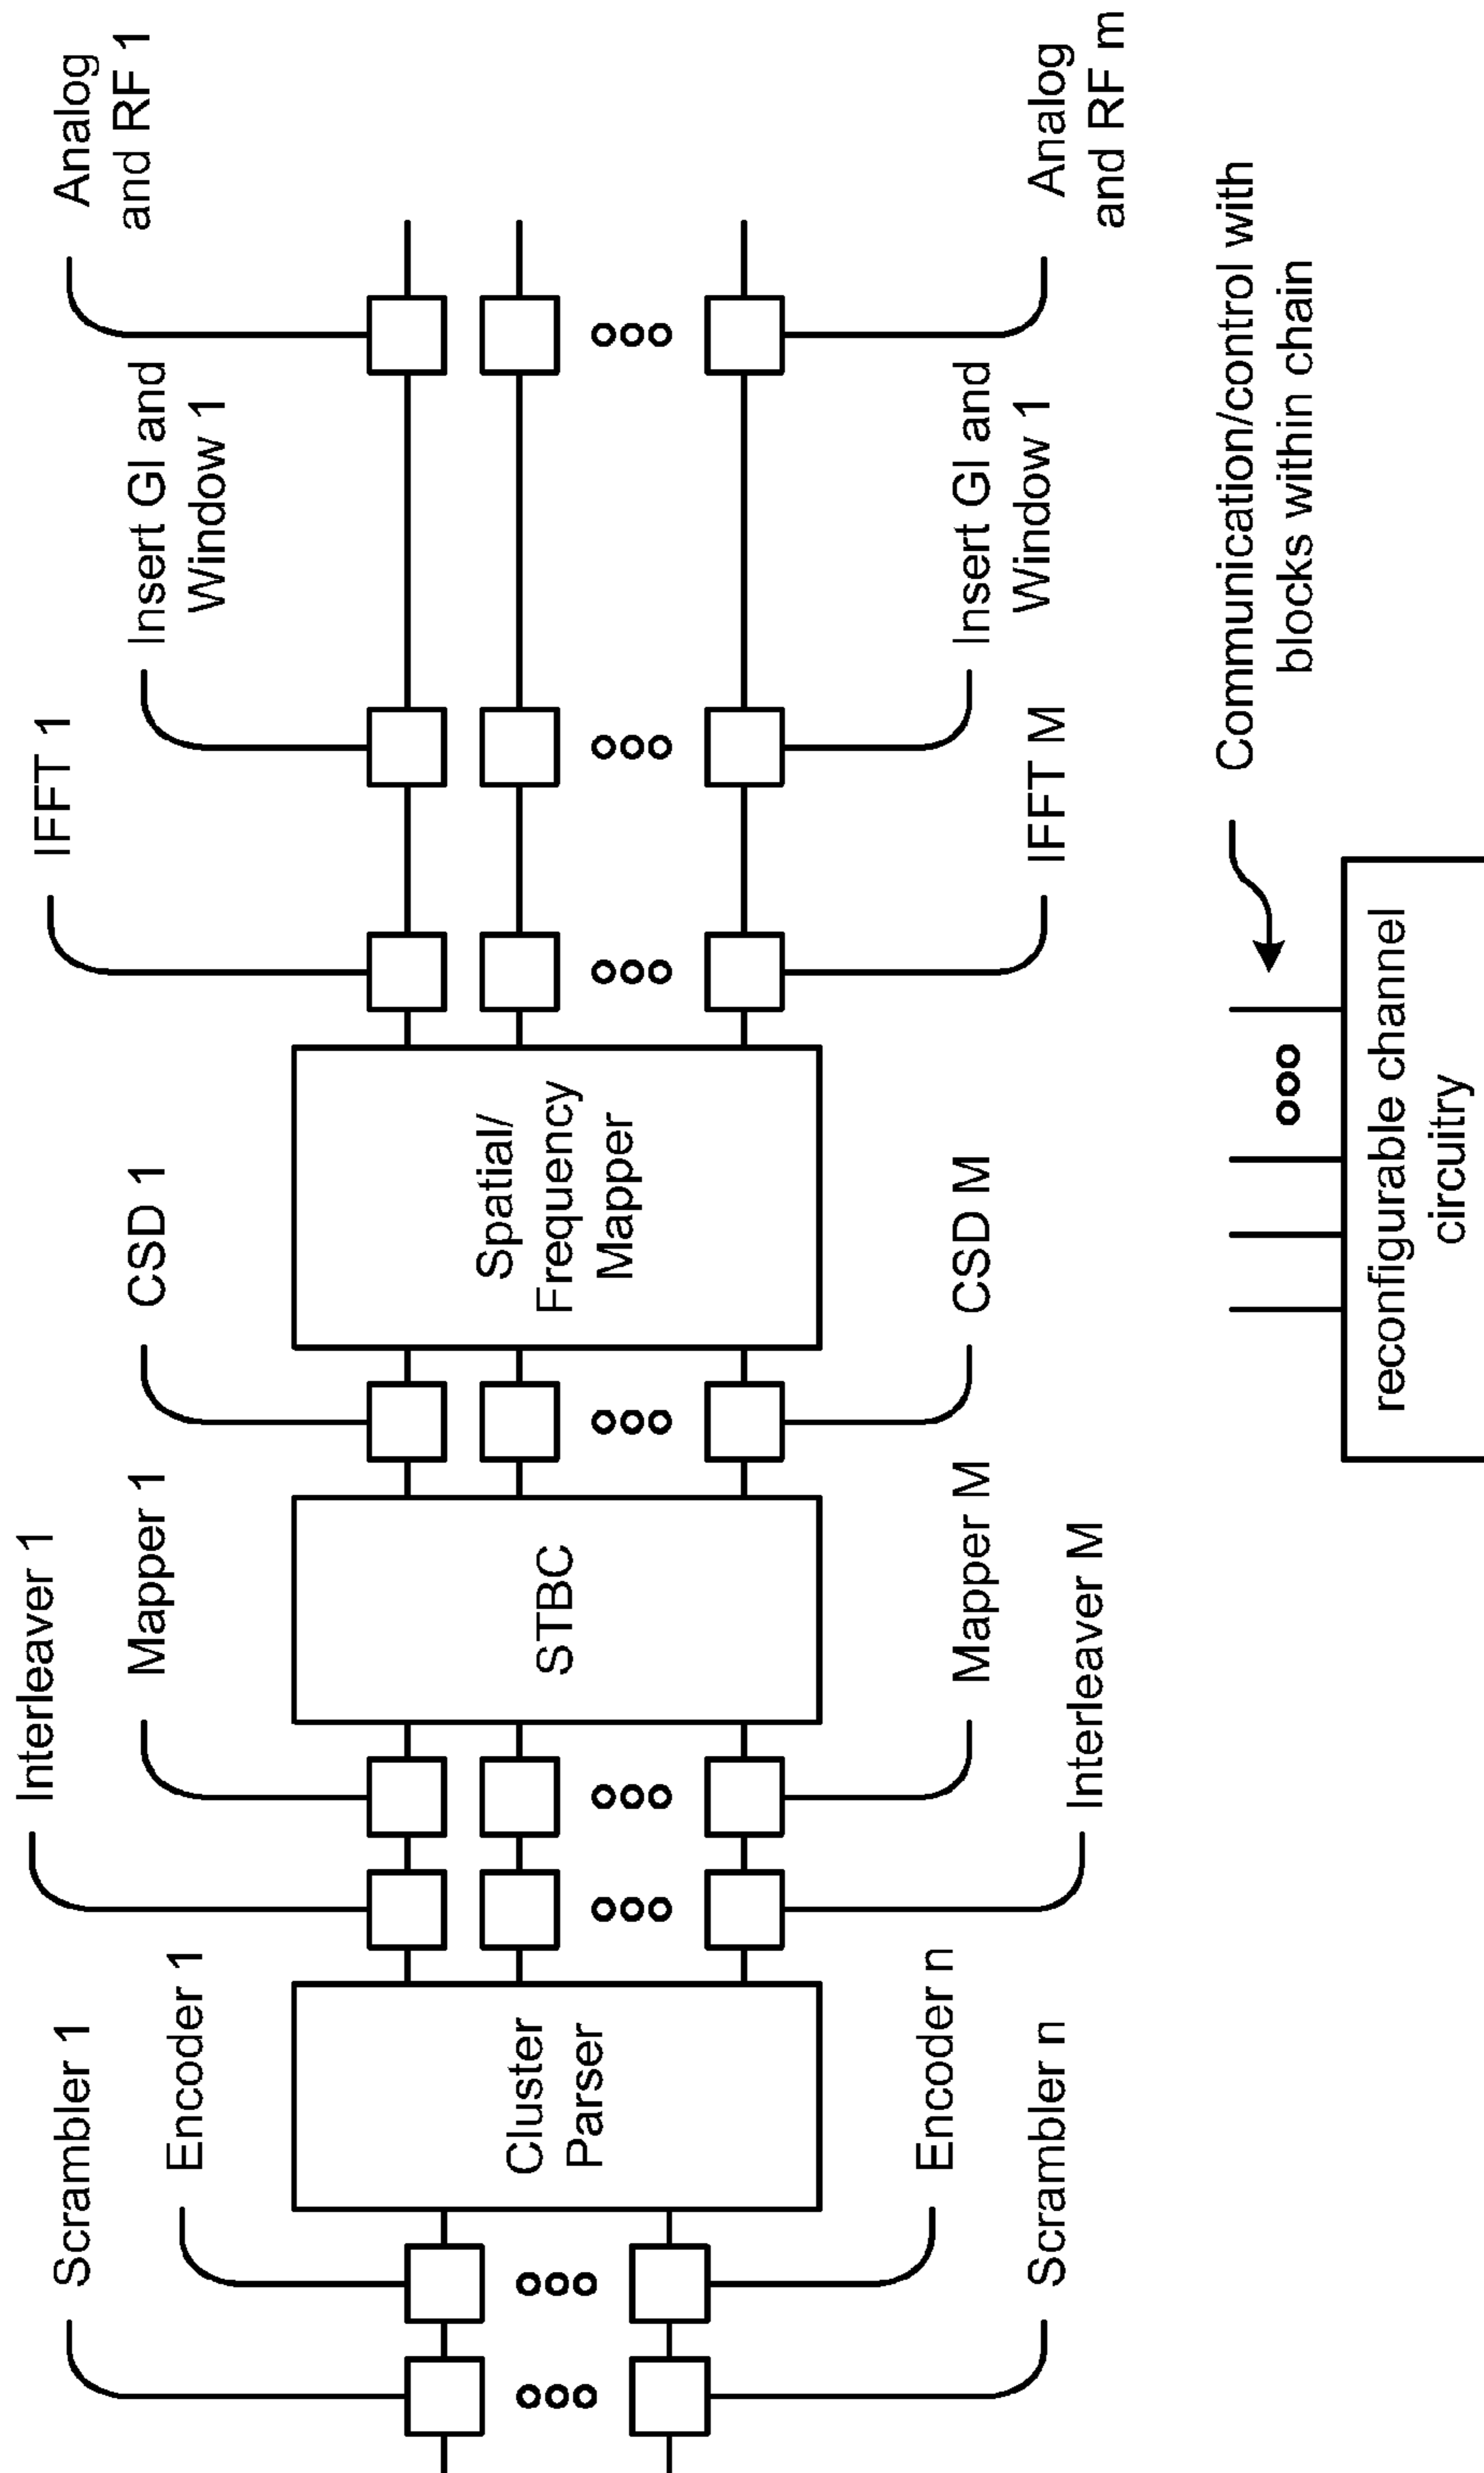 Scrambler 1
Encoder 1
Interleaver 1
Mapper 1
CSD 1
IFFT 1
Insert GI and
Window 1
Analog
and RF 1
Cluster
Parser
STBC
Spatial/
Frequency
Mapper
Scrambler n
Encoder n
Interleaver M
Mapper M
CSD M
IFFT M
Insert GI and
Window 1
Analog
and RF m
Communication/control with
blocks within chain
reconfigurable channel
circuitry